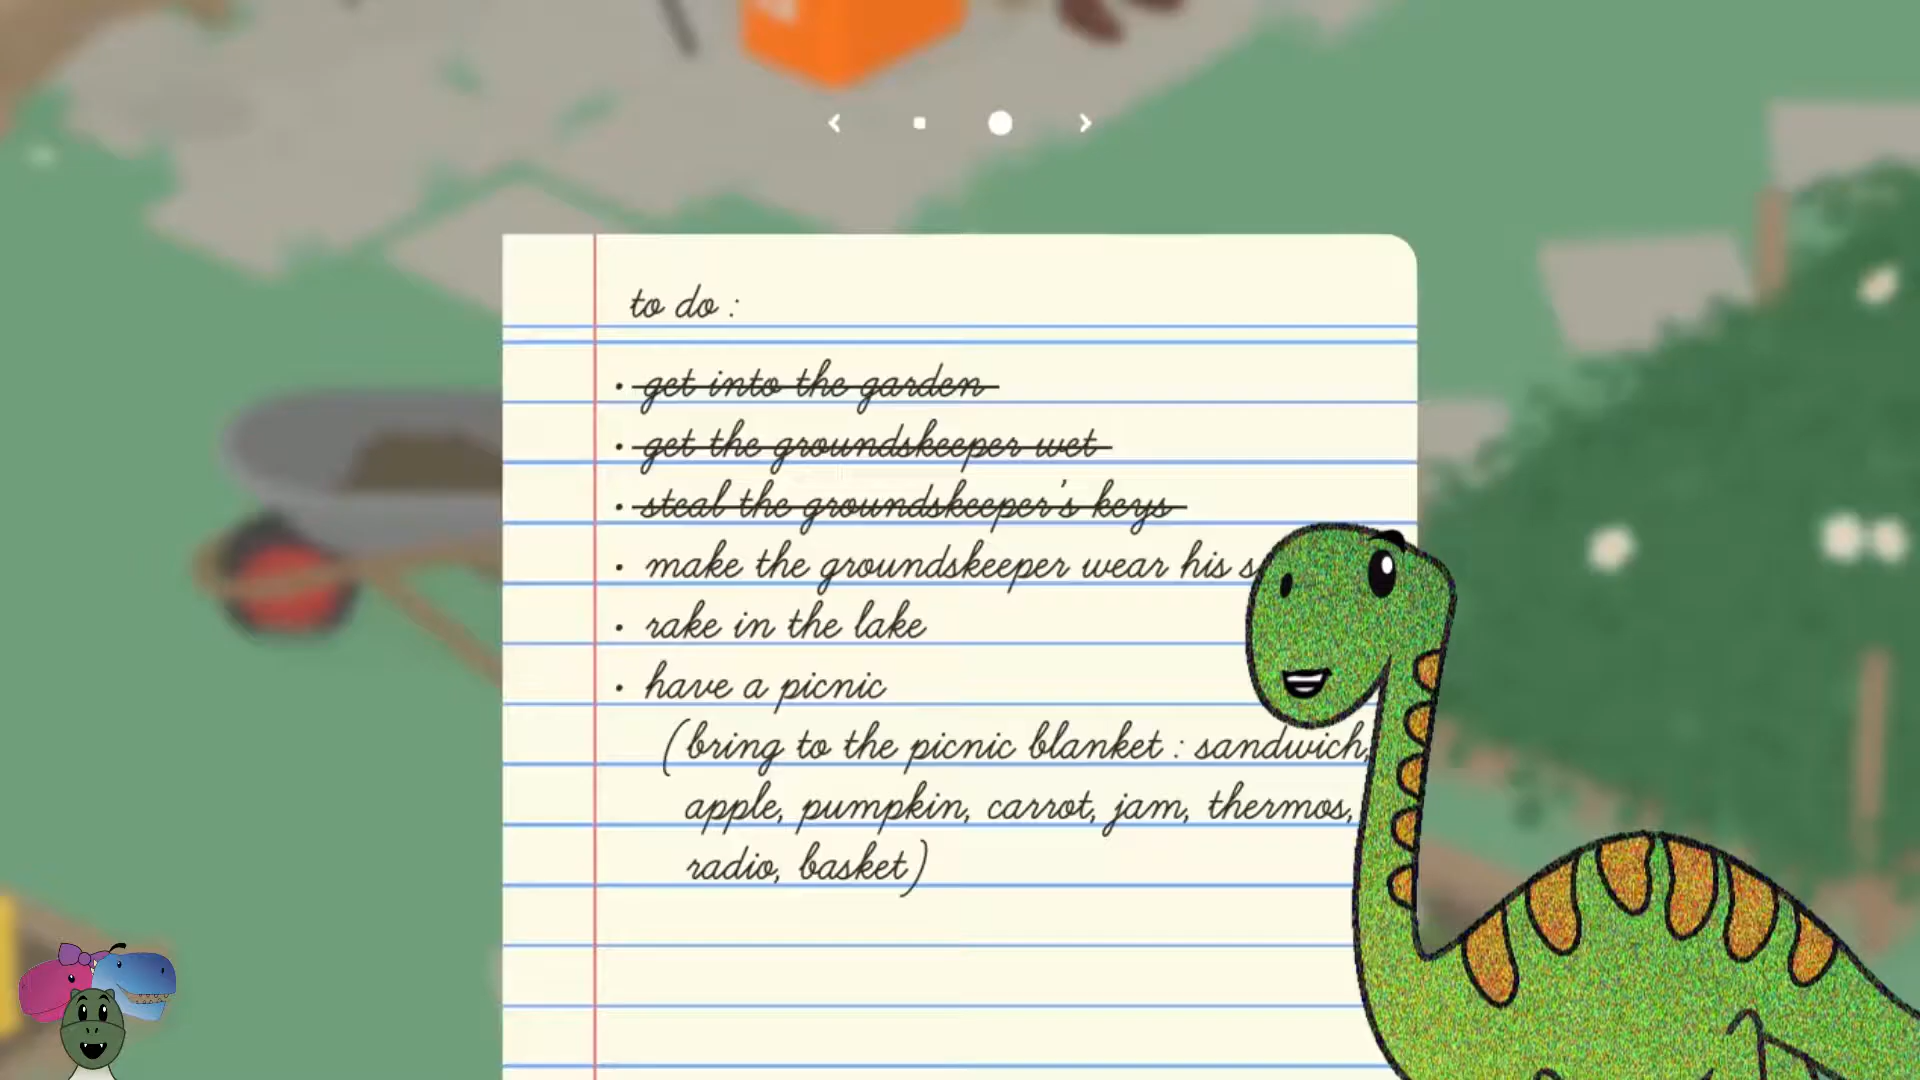 to do :
• get into the garden
• get the groundskeeper wet
• steal the groundskeeper's keys
• make the groundskeeper wear his
• rake in the lake
• have a picnic
(bring to the picnic blanket : sandwich,
apple, pumpkin, carrot, jam, thermos,
radio, basket)